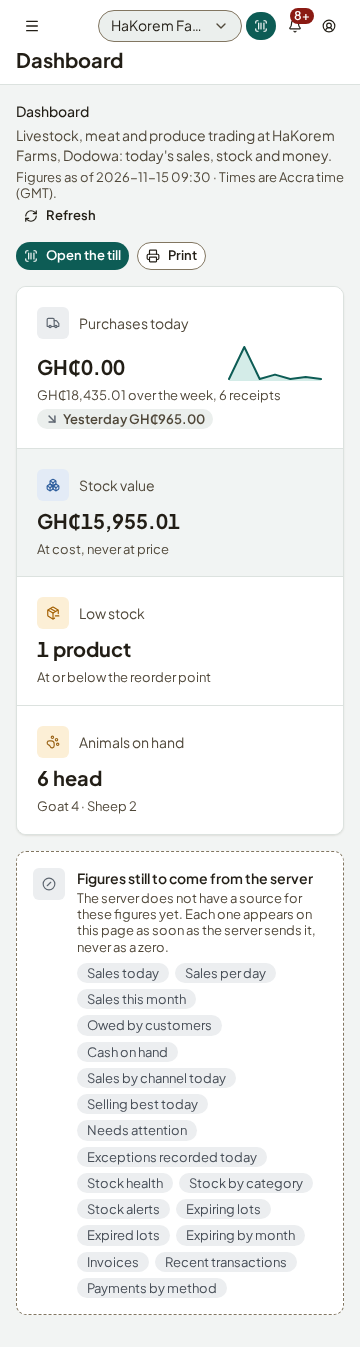 HaKorem Fa...
8+
Dashboard
Dashboard
Livestock, meat and produce trading at HaKorem
Farms, Dodowa: today's sales, stock and money.
Figures as of 2026-11-15 09:30 · Times are Accra time
(GMT).
Refresh
Open the till
Print
Purchases today
GH₵0.00
GH₵18,435.01 over the week, 6 receipts
Yesterday GH₵965.00
Stock value
GH₵15,955.01
At cost, never at price
Low stock
1 product
At or below the reorder point
Animals on hand
6 head
Goat 4 · Sheep 2
Figures still to come from the server
The server does not have a source for
these figures yet. Each one appears on
this page as soon as the server sends it,
never as a zero.
Sales today Sales per day
Sales this month
Owed by customers
Cash on hand
Sales by channel today
Selling best today
Needs attention
Exceptions recorded today
Stock health Stock by category
Stock alerts Expiring lots
Expired lots Expiring by month
Invoices Recent transactions
Payments by method